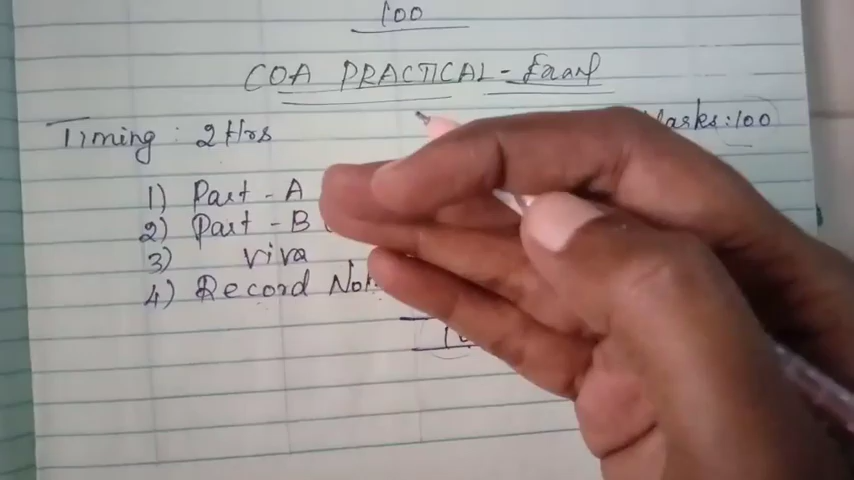 100
COA PRACTICAL - Exam
Timing : 2 Hrs Marks : 100
1) Part - A
2) Part - B
3) Viva
4) Record